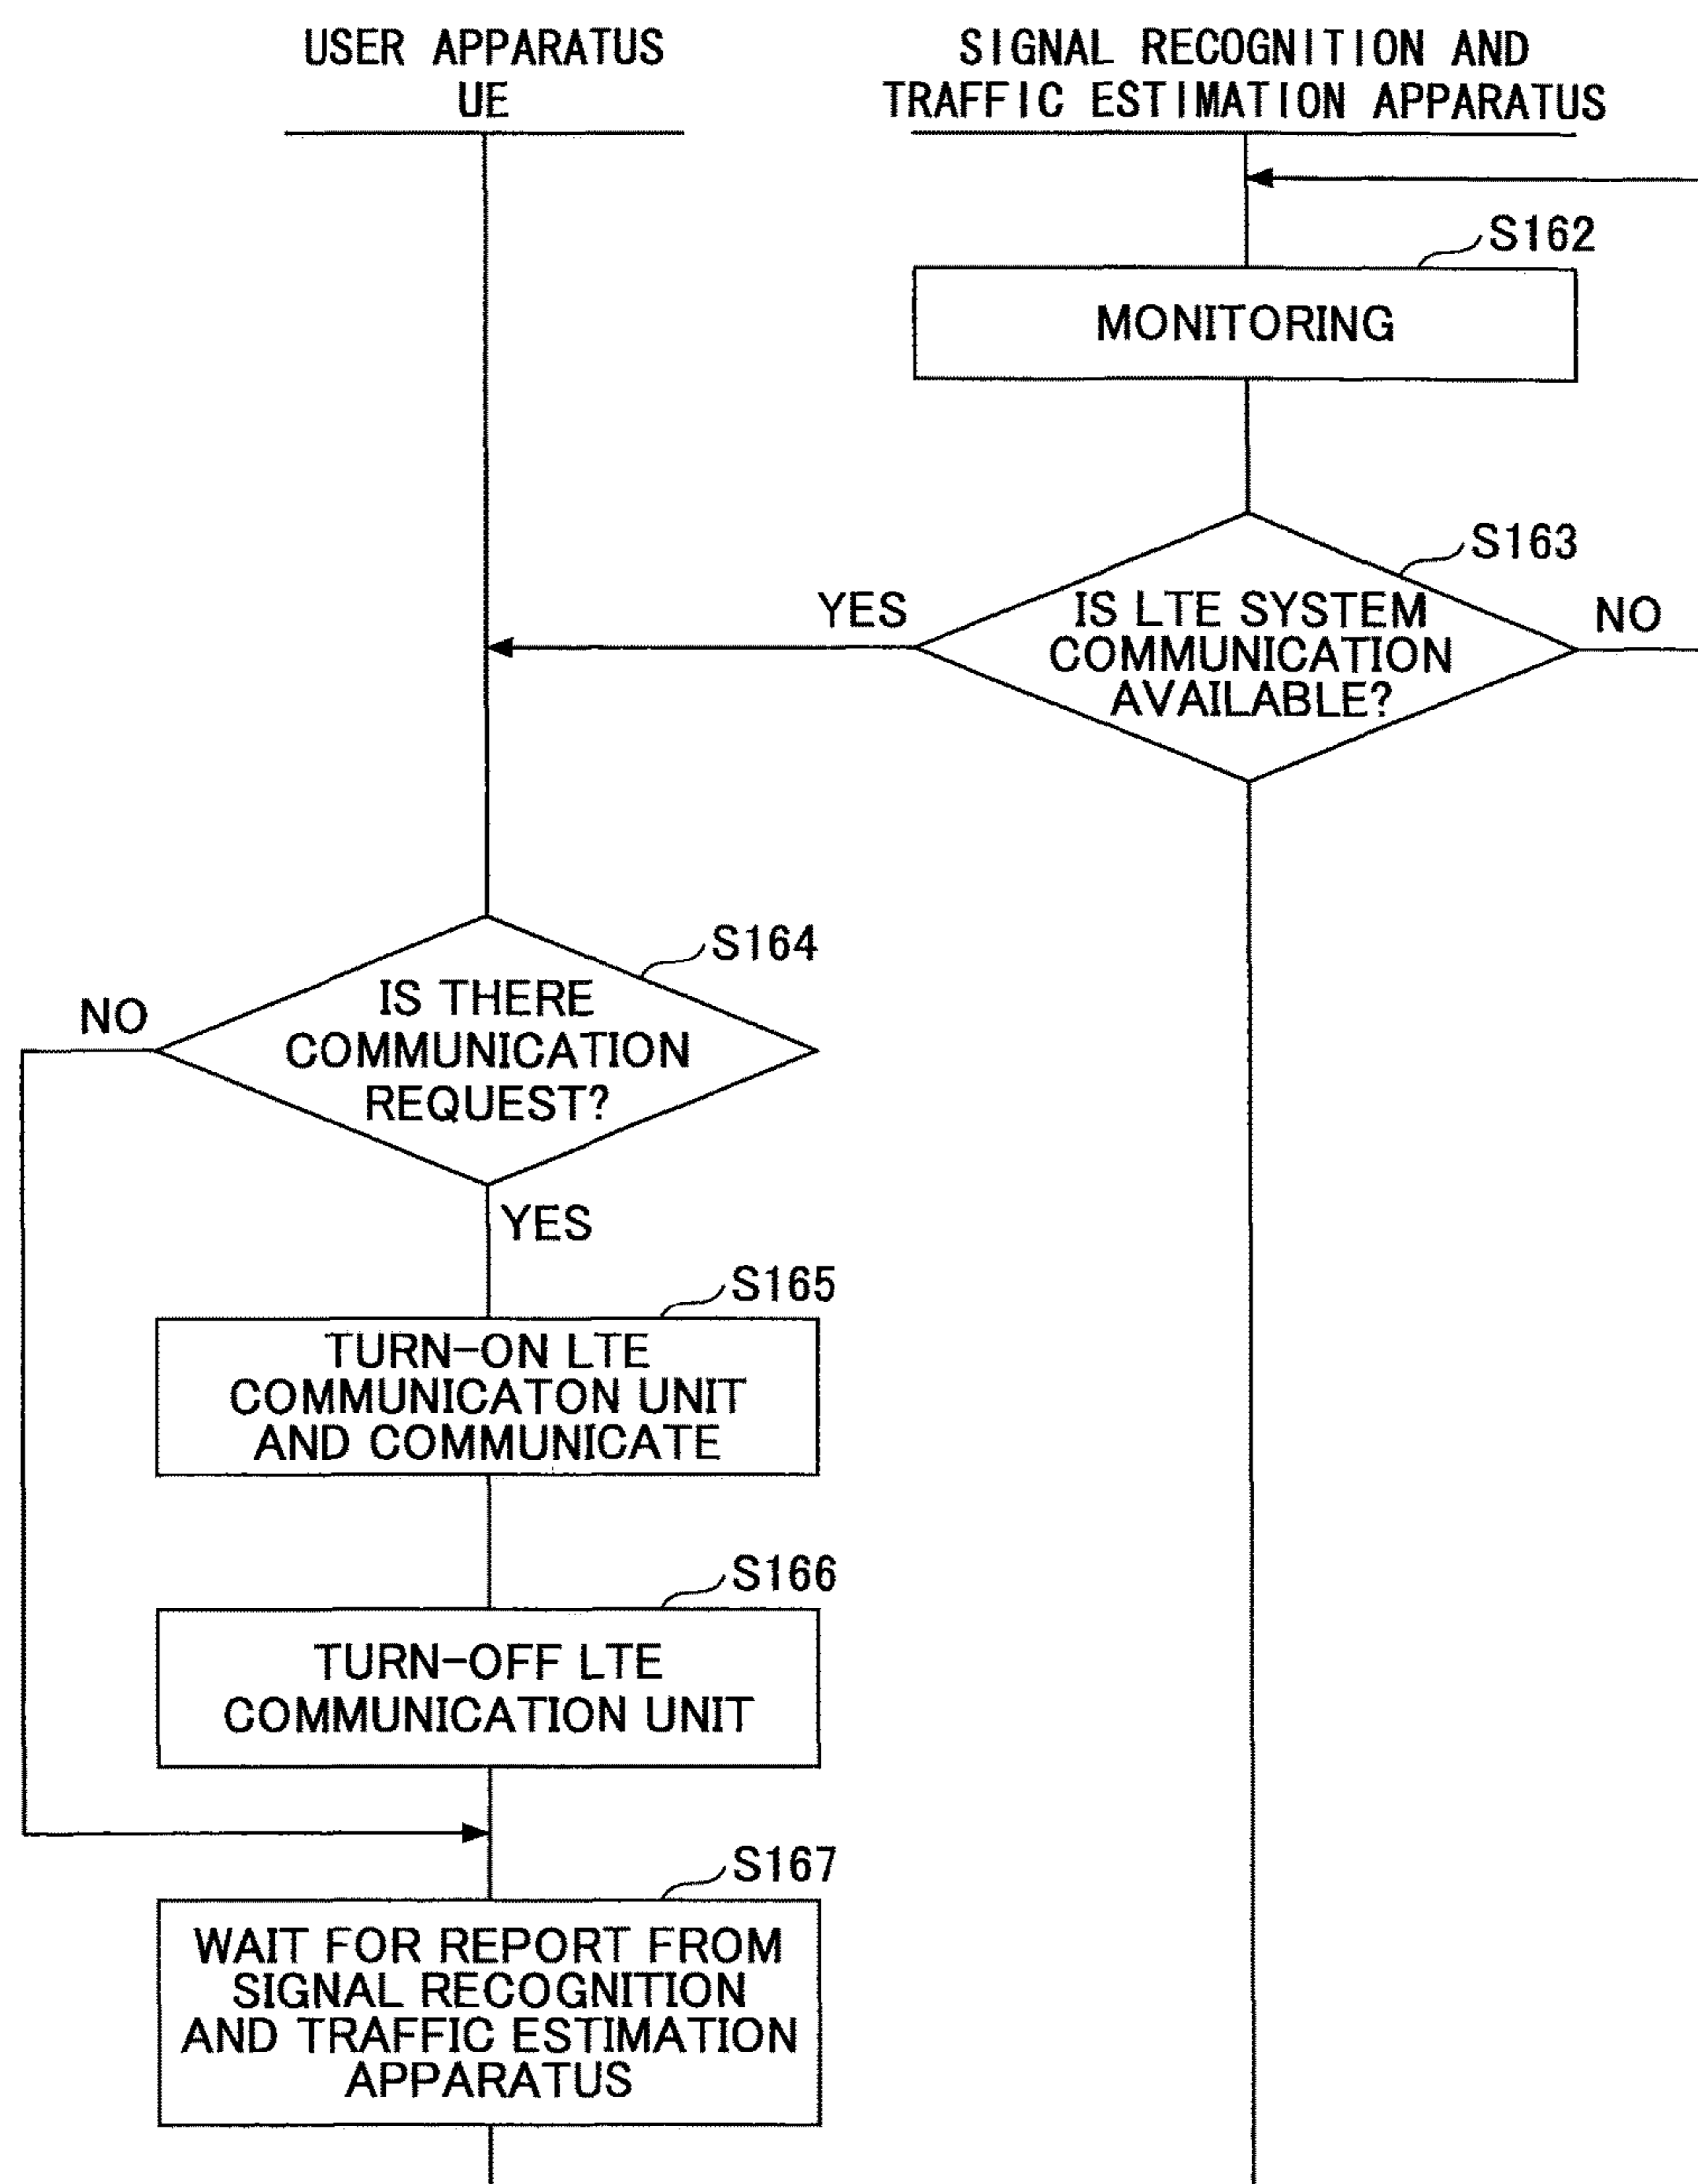 USER APPARATUS
UE
SIGNAL RECOGNITION AND
TRAFFIC ESTIMATION APPARATUS
S162
MONITORING
S163
YES
IS LTE SYSTEM
COMMUNICATION
AVAILABLE?
NO
S164
NO
IS THERE
COMMUNICATION
REQUEST?
YES
S165
TURN-ON LTE
COMMUNICATON UNIT
AND COMMUNICATE
S166
TURN-OFF LTE
COMMUNICATION UNIT
S167
WAIT FOR REPORT FROM
SIGNAL RECOGNITION
AND TRAFFIC ESTIMATION
APPARATUS